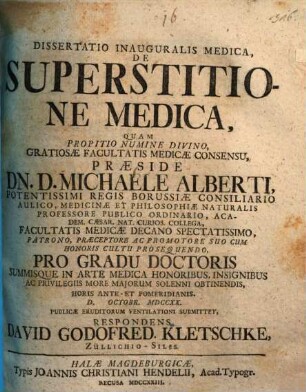 16
DISSERTATIO INAUGURALIS MEDICA,
DE
SUPERSTITIO-
NE MEDICA,
QUAM
PROPITIO NUMINE DIVINO,
GRATIOSÆ FACULTATIS MEDICÆ CONSENSU,
PRÆSIDE
DN. D. MICHAELE ALBERTI,
POTENTISSIMI REGIS BORUSSIÆ CONSILIARIO
AULICO, MEDICINÆ ET PHILOSOPHIÆ NATURALIS
PROFESSORE PUBLICO ORDINARIO, ACA-
DEM. CÆSAR. NAT. CURIOS. COLLEGA,
FACULTATIS MEDICÆ DECANO SPECTATISSIMO,
PATRONO, PRÆCEPTORE AC PROMOTORE SUO CUM
HONORIS CULTU PROSEQUENDO,
PRO GRADU DOCTORIS
SUMMISQUE IN ARTE MEDICA HONORIBUS, INSIGNIBUS
AC PRIVILEGIIS MORE MAJORUM SOLENNI OBTINENDIS,
HORIS ANTE- ET POMERIDIANIS.
D. OCTOBR. MDCCXX.
PUBLICÆ ERUDITORUM VENTILATIONI SUBMITTET,
RESPONDENS,
DAVID GODOFRED. KLETSCHKE,
ZÜLLICHIO-SILES.
HALÆ MAGDEBURGICÆ,
Typis JOANNIS CHRISTIANI HENDELII, Acad. Typogr.
RECUSA MDCCXXIII.